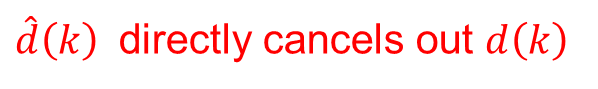 d̂(k) directly cancels out d(k)